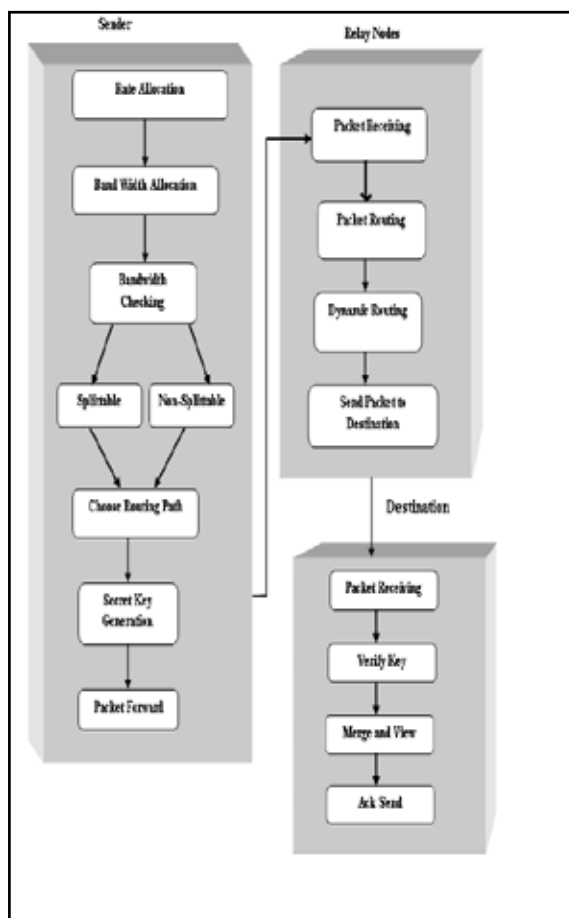 Sender
Rate Allocation
Band Width Allocation
Bandwidth
Checking
Splittable
Non-Splittable
Choose Routing Path
Secret Key
Generation
Packet Forward
Relay Nodes
Packet Receiving
Packet Routing
Dynamic Routing
Send Packet to
Destination
Destination
Packet Receiving
Verify Key
Merge and View
Ack Send